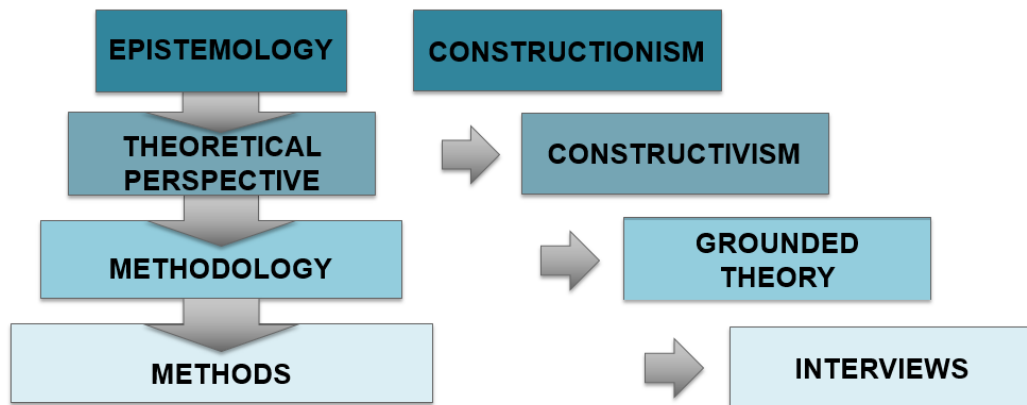 EPISTEMOLOGY
CONSTRUCTIONISM
THEORETICAL
PERSPECTIVE
CONSTRUCTIVISM
METHODOLOGY
GROUNDED
THEORY
METHODS
INTERVIEWS